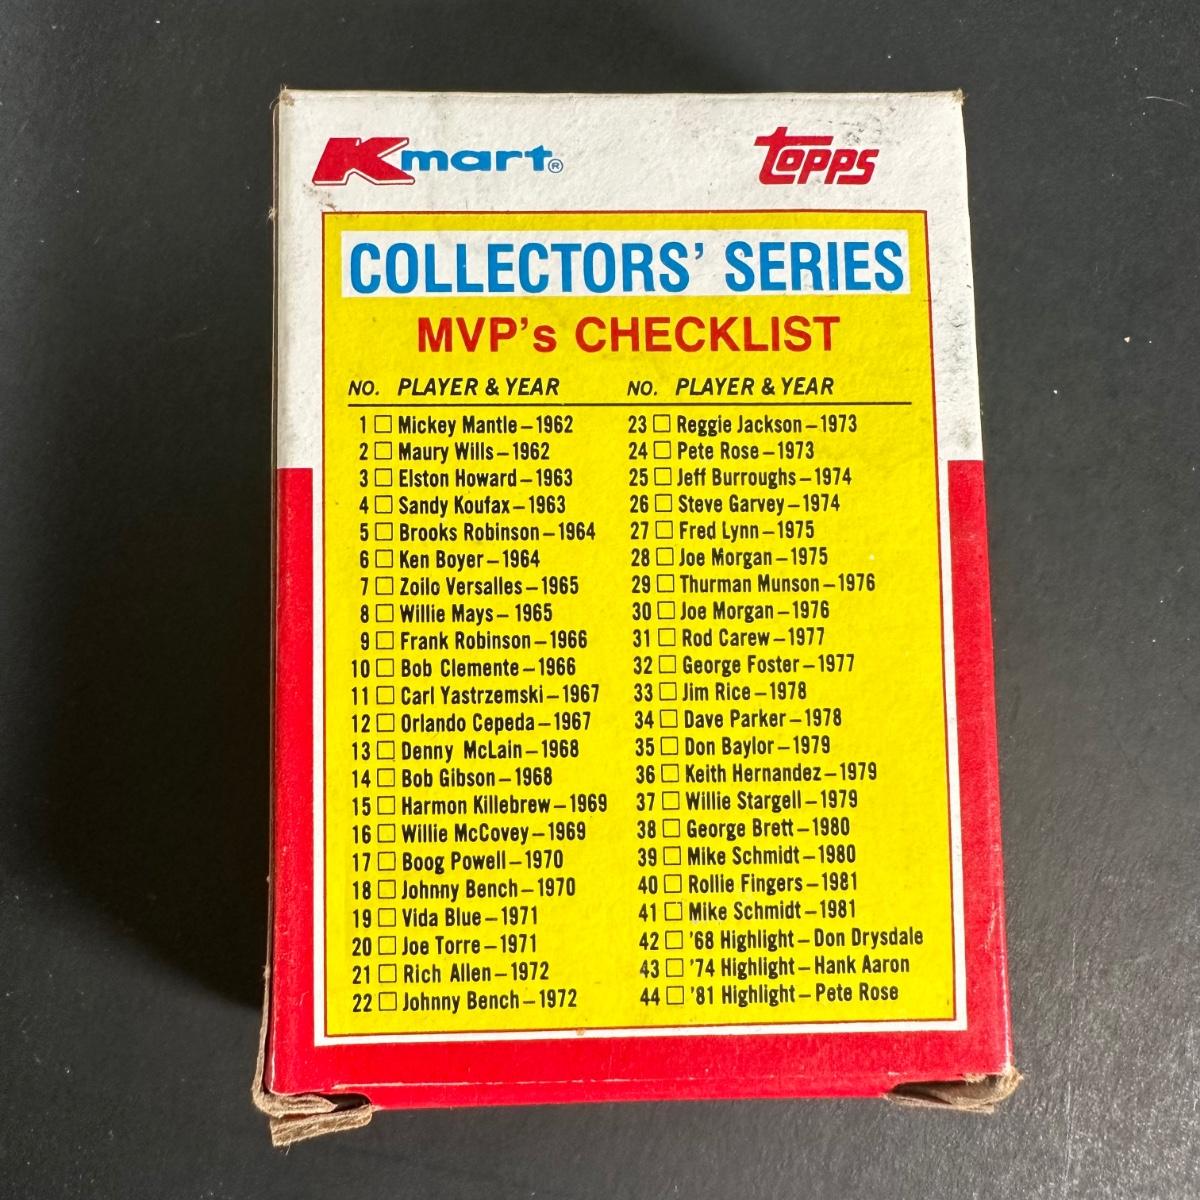 Kmart®
Topps
COLLECTORS' SERIES
MVP's CHECKLIST
NO. PLAYER & YEAR
1 Mickey Mantle – 1962
2 Maury Wills – 1962
3 Elston Howard – 1963
4 Sandy Koufax – 1963
5 Brooks Robinson – 1964
6 Ken Boyer – 1964
7 Zoilo Versalles – 1965
8 Willie Mays – 1965
9 Frank Robinson – 1966
10 Bob Clemente – 1966
11 Carl Yastrzemski – 1967
12 Orlando Cepeda – 1967
13 Denny McLain – 1968
14 Bob Gibson – 1968
15 Harmon Killebrew – 1969
16 Willie McCovey – 1969
17 Boog Powell – 1970
18 Johnny Bench – 1970
19 Vida Blue – 1971
20 Joe Torre – 1971
21 Rich Allen – 1972
22 Johnny Bench – 1972
NO. PLAYER & YEAR
23 Reggie Jackson – 1973
24 Pete Rose – 1973
25 Jeff Burroughs – 1974
26 Steve Garvey – 1974
27 Fred Lynn – 1975
28 Joe Morgan – 1975
29 Thurman Munson – 1976
30 Joe Morgan – 1976
31 Rod Carew – 1977
32 George Foster – 1977
33 Jim Rice – 1978
34 Dave Parker – 1978
35 Don Baylor – 1979
36 Keith Hernandez – 1979
37 Willie Stargell – 1979
38 George Brett – 1980
39 Mike Schmidt – 1980
40 Rollie Fingers – 1981
41 Mike Schmidt – 1981
42 '68 Highlight – Don Drysdale
43 '74 Highlight – Hank Aaron
44 '81 Highlight – Pete Rose